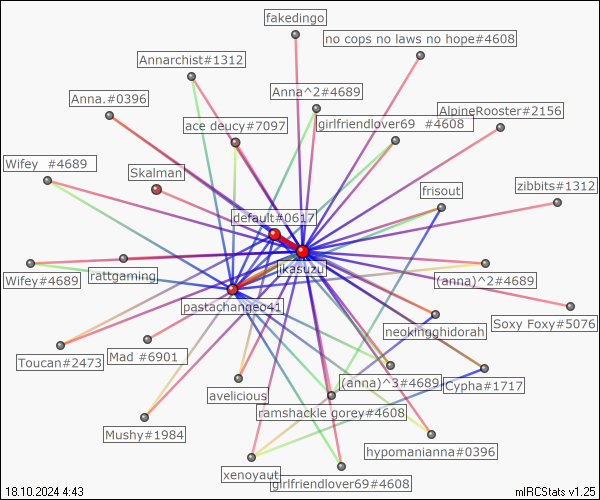 fakedingo
no cops no laws no hope#4608
Annarchist#1312
Anna^2#4689
Anna.#0396
AlpineRooster#2156
ace deucy#7097
girlfriendlover69 #4608
Wifey #4689
Skalman
frisout
zibbits#1312
default#0617
jikasuzu
Wifey#4689
rattgaming
(anna)^2#4689
pastachangeo41
neokingghidorah
Soxy Foxy#5076
Toucan#2473
Mad #6901
(anna)^3#4689
Cypha#1717
avelicious
ramshackle gorey#4608
Mushy#1984
hypomanianna#0396
xenoyaut
girlfriendlover69#4608
18.10.2024 4:43
mIRCStats v1.25